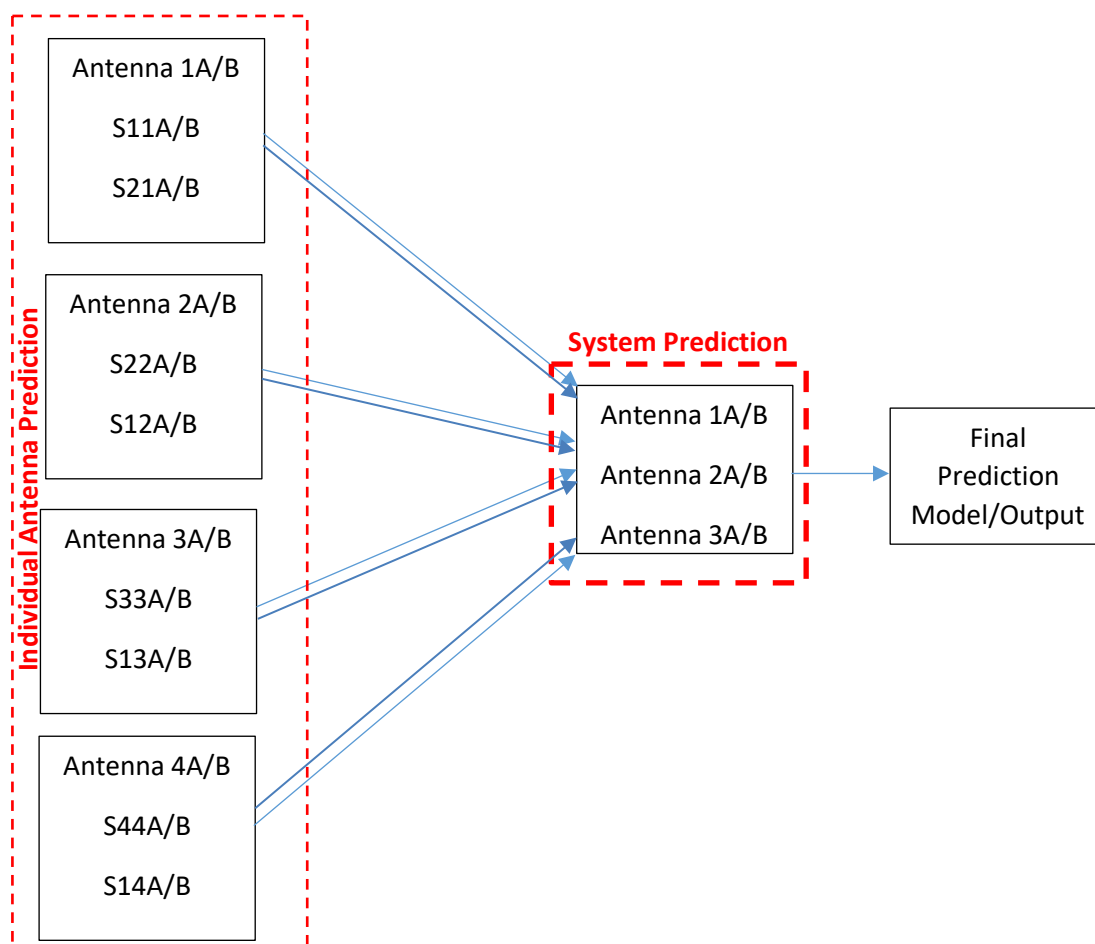 Individual Antenna Prediction
Antenna 1A/B
S11A/B
S21A/B
Antenna 2A/B
S22A/B
S12A/B
Antenna 3A/B
S33A/B
S13A/B
Antenna 4A/B
S44A/B
S14A/B
System Prediction
Antenna 1A/B
Antenna 2A/B
Antenna 3A/B
Final
Prediction
Model/Output